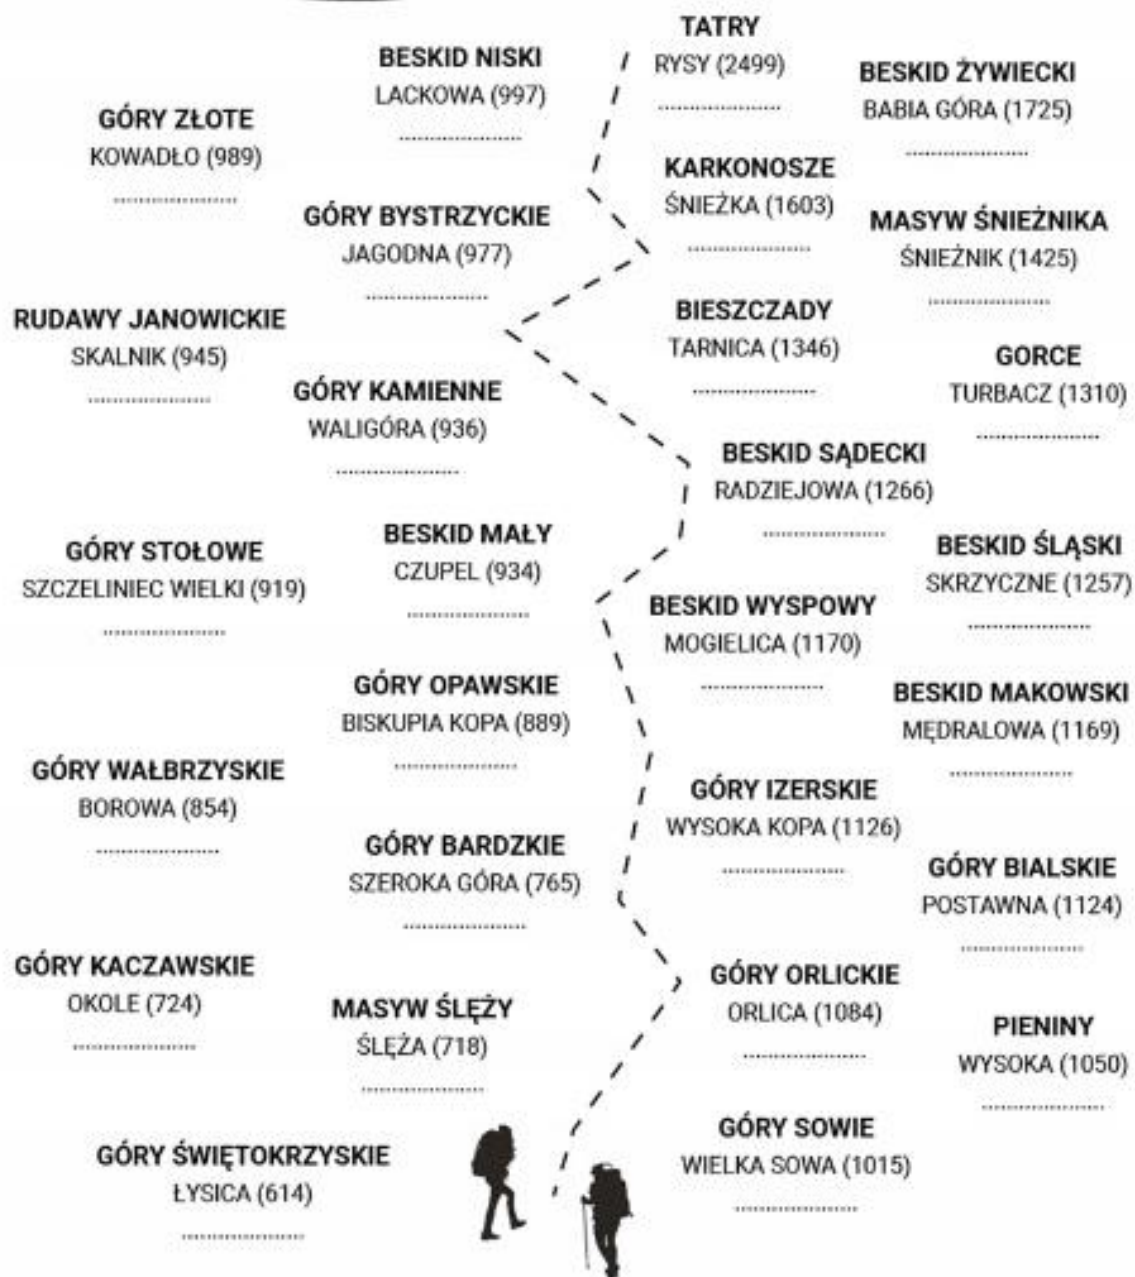 TATRY
RYSY (2499)
BESKID NISKI
LACKOWA (997)
BESKID ŻYWIECKI
BABIA GÓRA (1725)
GÓRY ZŁOTE
KOWADŁO (989)
KARKONOSZE
ŚNIEŻKA (1603)
GÓRY BYSTRZYCKIE
JAGODNA (977)
MASYW ŚNIEŻNIKA
ŚNIEŻNIK (1425)
BIESZCZADY
TARNICA (1346)
RUDAWY JANOWICKIE
SKALNIK (945)
GORCE
TURBACZ (1310)
GÓRY KAMIENNE
WALIGÓRA (936)
BESKID SĄDECKI
RADZIEJOWA (1266)
BESKID MAŁY
CZUPEL (934)
BESKID ŚLĄSKI
SKRZYCZNE (1257)
GÓRY STOŁOWE
SZCZELINIEC WIELKI (919)
BESKID WYSPOWY
MOGIELICA (1170)
GÓRY OPAWSKIE
BISKUPIA KOPA (889)
BESKID MAKOWSKI
MĘDRALOWA (1169)
GÓRY WAŁBRZYSKIE
BOROWA (854)
GÓRY IZERSKIE
WYSOKA KOPA (1126)
GÓRY BARDZKIE
SZEROKA GÓRA (765)
GÓRY BIALSKIE
POSTAWNA (1124)
GÓRY KACZAWSKIE
OKOLE (724)
GÓRY ORLICKIE
ORLICA (1084)
MASYW ŚLĘŻY
ŚLĘŻA (718)
PIENINY
WYSOKA (1050)
GÓRY SOWIE
WIELKA SOWA (1015)
GÓRY ŚWIĘTOKRZYSKIE
ŁYSICA (614)